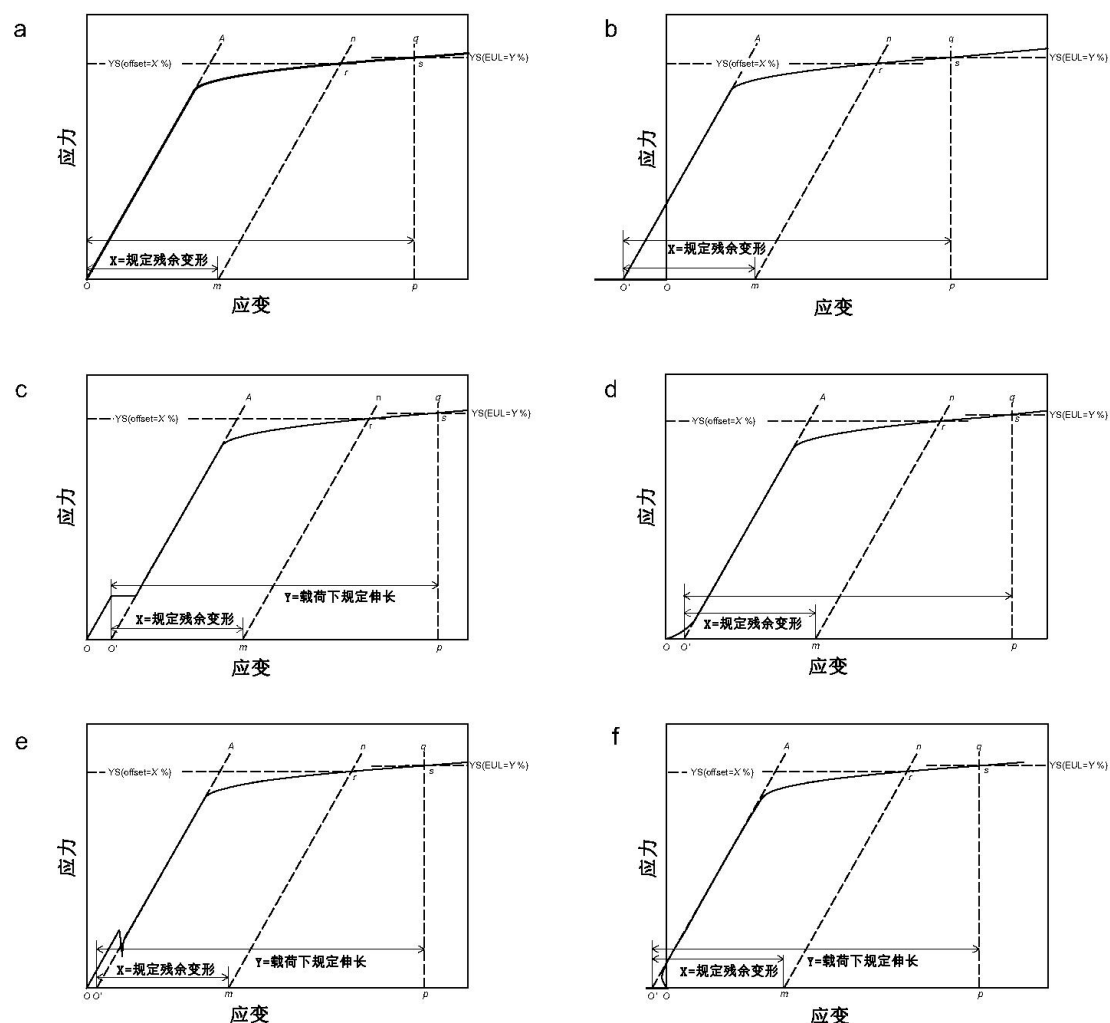 a
A
n
q
YS(offset=X %)
r
s
YS(EUL=Y %)
应力
X=规定残余变形
O
m
p
应变
b
A
n
q
YS(offset=X %)
r
s
YS(EUL=Y %)
应力
X=规定残余变形
O'
O
m
p
应变
c
A
n
q
YS(offset=X %)
r
s
YS(EUL=Y %)
应力
Y=载荷下规定伸长
X=规定残余变形
O
O'
m
p
应变
d
A
n
q
YS(offset=X %)
r
s
YS(EUL=Y %)
应力
X=规定残余变形
O
O'
m
p
应变
e
A
n
q
YS(offset=X %)
r
s
YS(EUL=Y %)
应力
Y=载荷下规定伸长
X=规定残余变形
O
O'
m
p
应变
f
A
n
q
YS(offset=X %)
r
s
YS(EUL=Y %)
应力
X=规定残余变形
Y=载荷下规定伸长
O'
O
m
p
应变